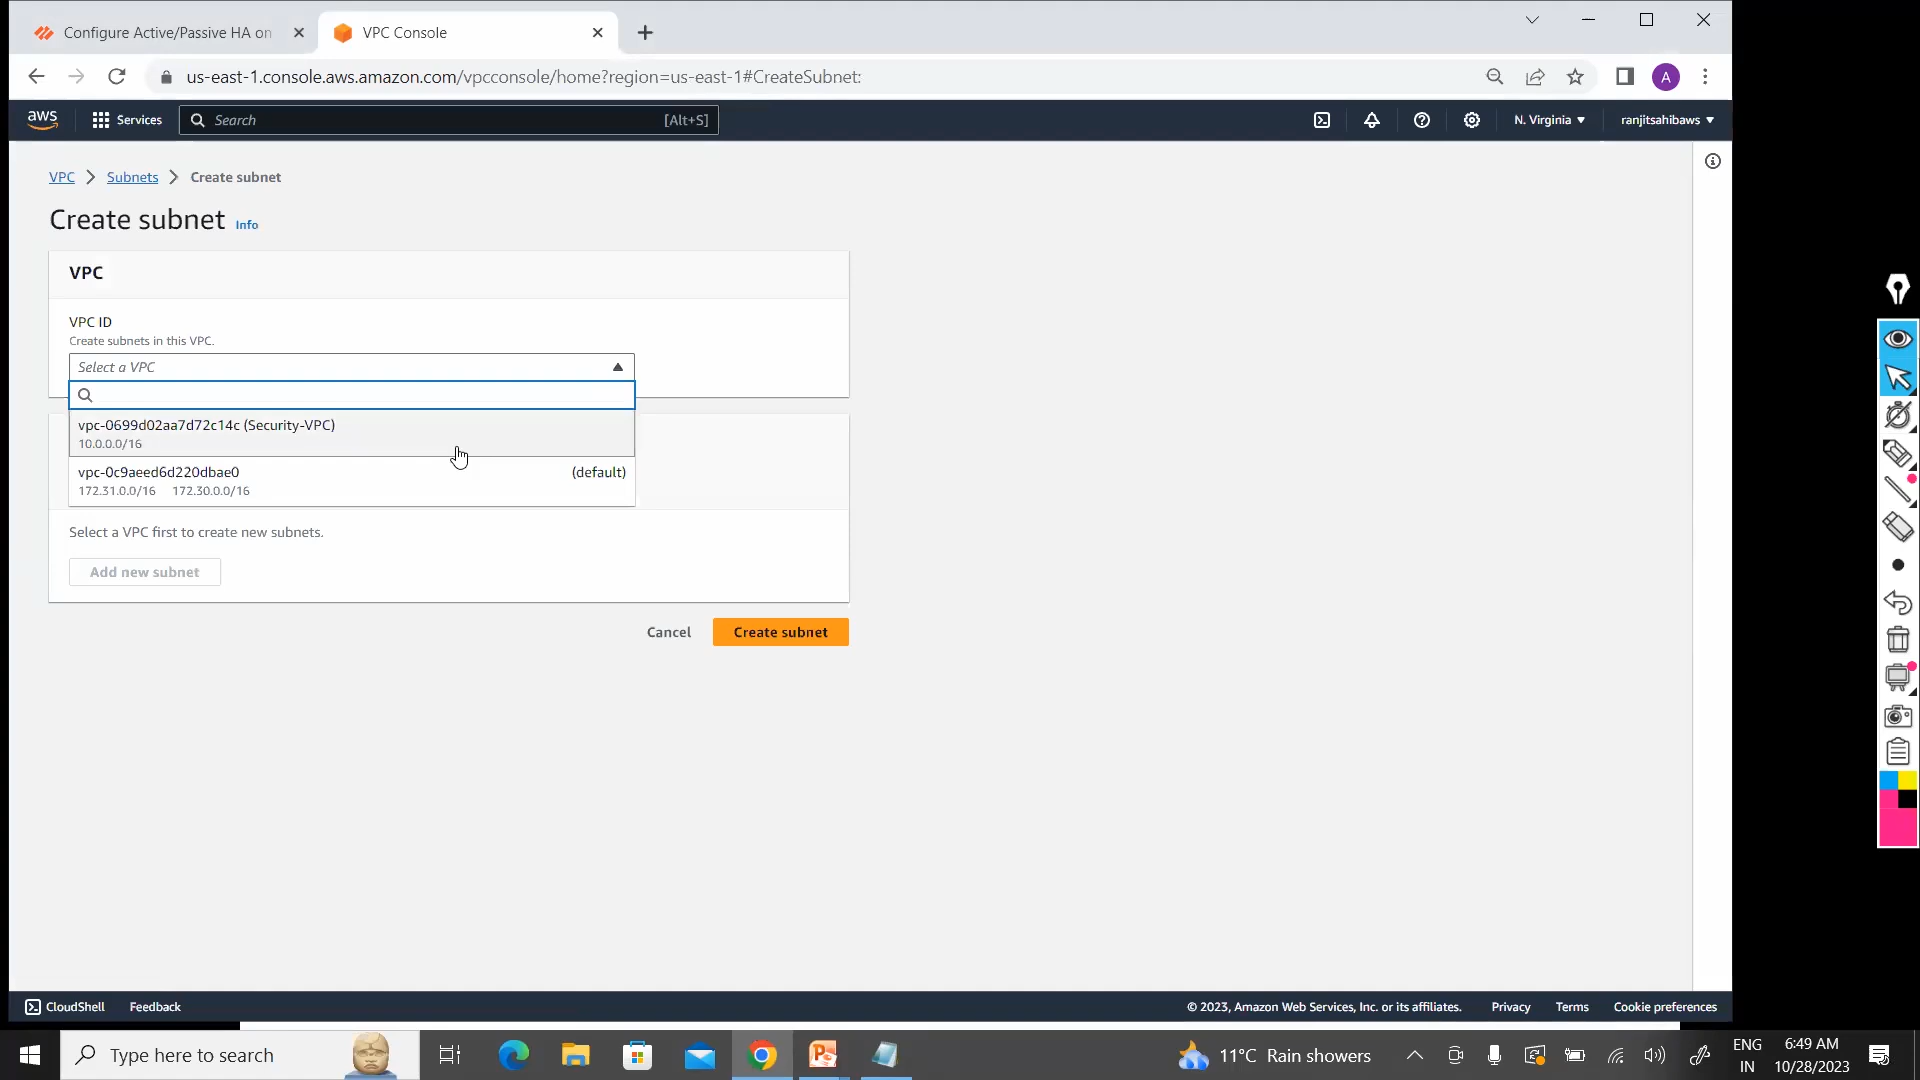 Configure Active/Passive HA on
VPC Console
us-east-1.console.aws.amazon.com/vpcconsole/home?region=us-east-1#CreateSubnet:
A
aws
Services
Search
[Alt+S]
N. Virginia
ranjitsahibaws
VPC
Subnets
Create subnet
Create subnet
Info
VPC
VPC ID
Create subnets in this VPC.
Select a VPC
vpc-0699d02aa7d72c14c (Security-VPC)
10.0.0.0/16
vpc-0c9aeed6d220dbae0 (default)
172.31.0.0/16 172.30.0.0/16
Select a VPC first to create new subnets.
Add new subnet
Cancel
Create subnet
CloudShell
Feedback
© 2023, Amazon Web Services, Inc. or its affiliates.
Privacy
Terms
Cookie preferences
Type here to search
11°C Rain showers
ENG
IN
6:49 AM
10/28/2023